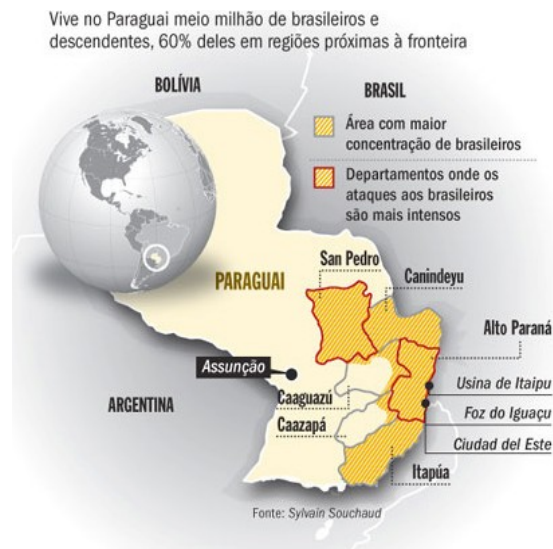 Vive no Paraguai meio milhão de brasileiros e
descendentes, 60% deles em regiões próximas à fronteira
BOLÍVIA
BRASIL
Área com maior
concentração de brasileiros
Departamentos onde os
ataques aos brasileiros
são mais intensos
San Pedro
PARAGUAI
Canindeyu
Alto Paraná
Assunção
Usina de Itaipu
Caaguazú
ARGENTINA
Foz do Iguaçu
Caazapá
Ciudad del Este
Itapúa
Fonte: Sylvain Souchaud